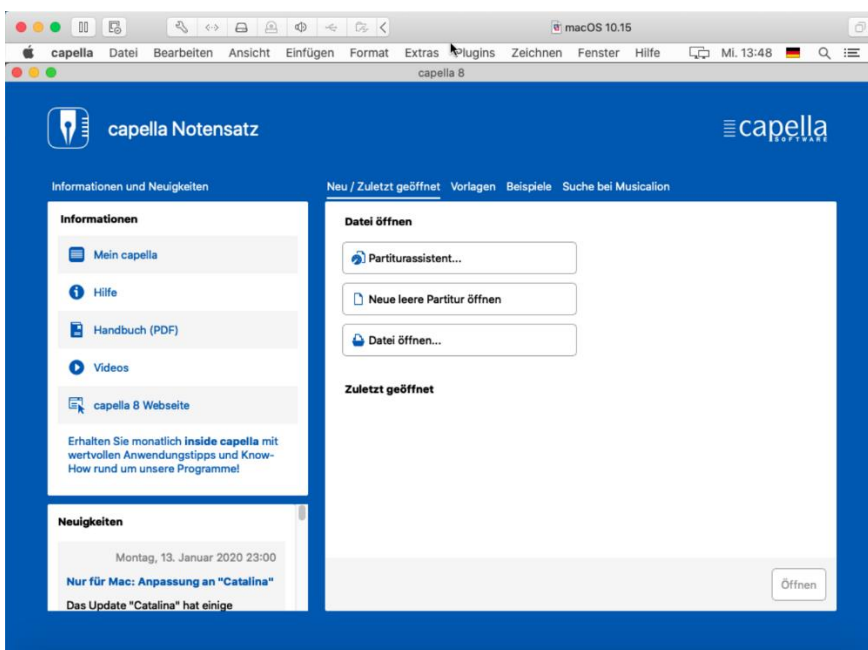 macOS 10.15
capella Datei Bearbeiten Ansicht Einfügen Format Extras Plugins Zeichnen Fenster Hilfe Mi. 13:48
capella 8
capella Notensatz
capella
SOFTWARE
Informationen und Neuigkeiten
Neu / Zuletzt geöffnet Vorlagen Beispiele Suche bei Musicalion
Informationen
Mein capella
Hilfe
Handbuch (PDF)
Videos
capella 8 Webseite
Erhalten Sie monatlich inside capella mit
wertvollen Anwendungstipps und Know-
How rund um unsere Programme!
Neuigkeiten
Montag, 13. Januar 2020 23:00
Nur für Mac: Anpassung an "Catalina"
Das Update "Catalina" hat einige
Datei öffnen
Partiturassistent...
Neue leere Partitur öffnen
Datei öffnen...
Zuletzt geöffnet
Öffnen